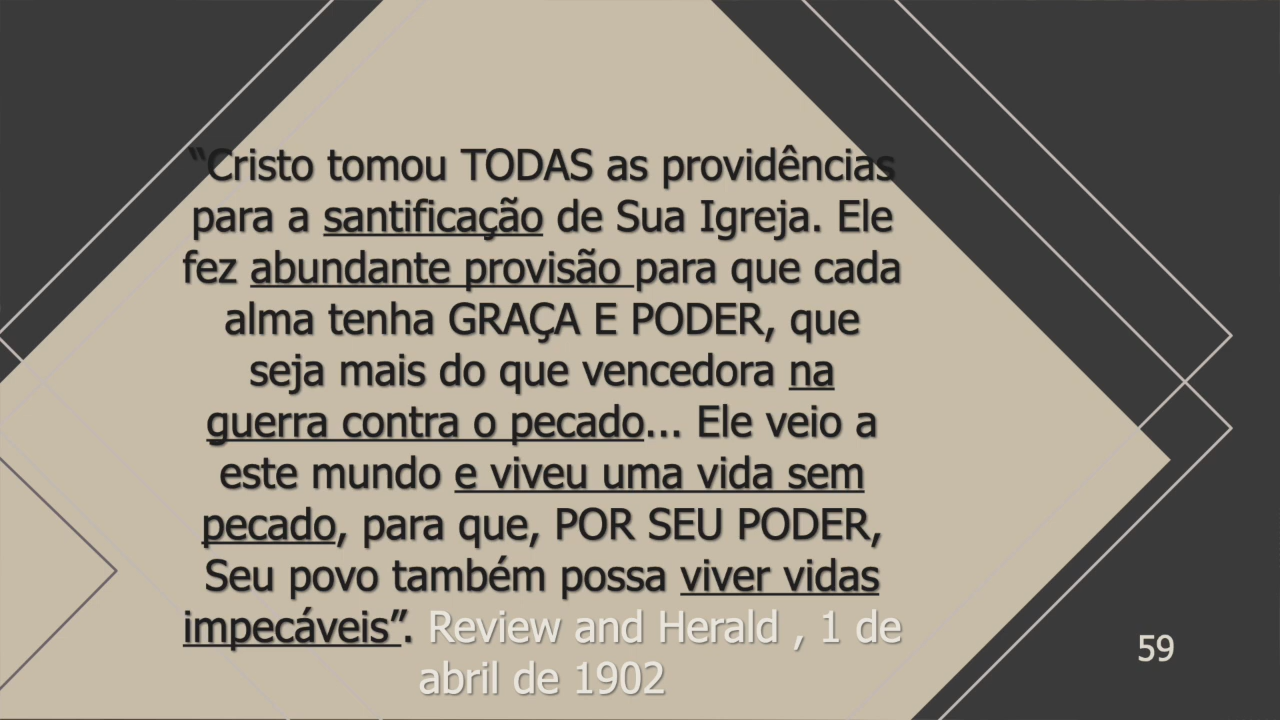 “Cristo tomou TODAS as providências
para a santificação de Sua Igreja. Ele
fez abundante provisão para que cada
alma tenha GRAÇA E PODER, que
seja mais do que vencedora na
guerra contra o pecado... Ele veio a
este mundo e viveu uma vida sem
pecado, para que, POR SEU PODER,
Seu povo também possa viver vidas
impecáveis”. Review and Herald , 1 de
abril de 1902
59